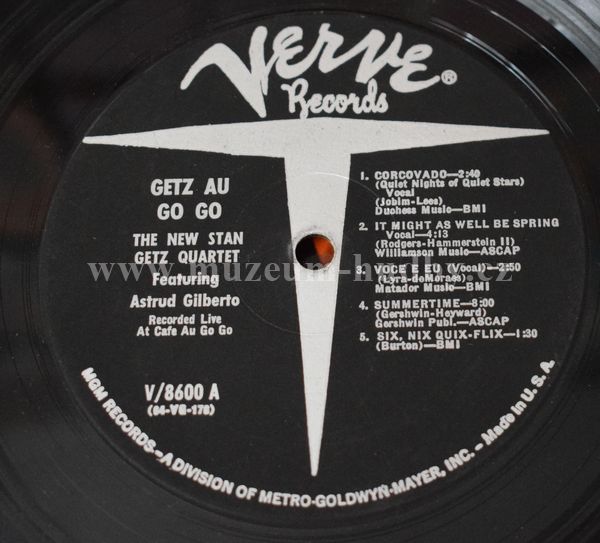 VERVE®
Records
GETZ AU
GO GO
THE NEW STAN
GETZ QUARTET
Featuring
Astrud Gilberto
Recorded Live
At Cafe Au Go Go
V/8600 A
(64-VG-178)
1. CORCOVADO—2:40
(Quiet Nights of Quiet Stars)
Vocal
(Jobim-Lees)
Duchess Music—BMI
2. IT MIGHT AS WELL BE SPRING
Vocal—4:13
(Rodgers-Hammerstein II)
Williamson Music—ASCAP
3. VOCE E EU (Vocal)—2:50
(Lyra-deMoraes)
Matador Music—BMI
4. SUMMERTIME—8:00
(Gershwin-Heyward)
Gershwin Publ.—ASCAP
5. SIX, NIX QUIX-FLIX—1:30
(Burton)—BMI
MGM RECORDS—A DIVISION OF METRO-GOLDWYN-MAYER, INC.—Made in U. S. A.